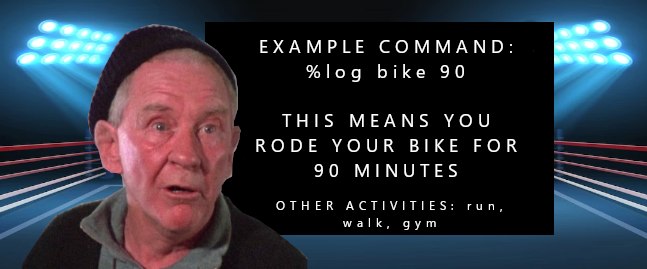 EXAMPLE COMMAND:
%log bike 90
THIS MEANS YOU
RODE YOUR BIKE FOR
90 MINUTES
OTHER ACTIVITIES: run,
walk, gym